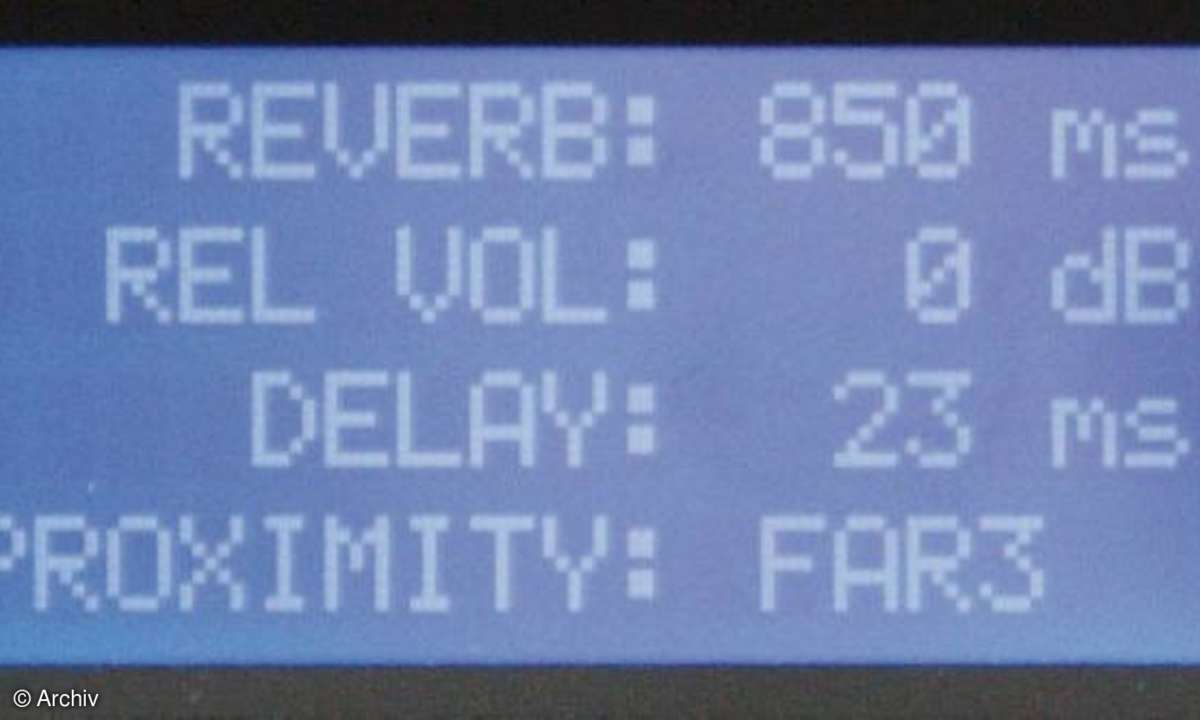 REVERB: 850 ms
REL VOL: 0 dB
DELAY: 23 ms
PROXIMITY: FAR3
© Archiv